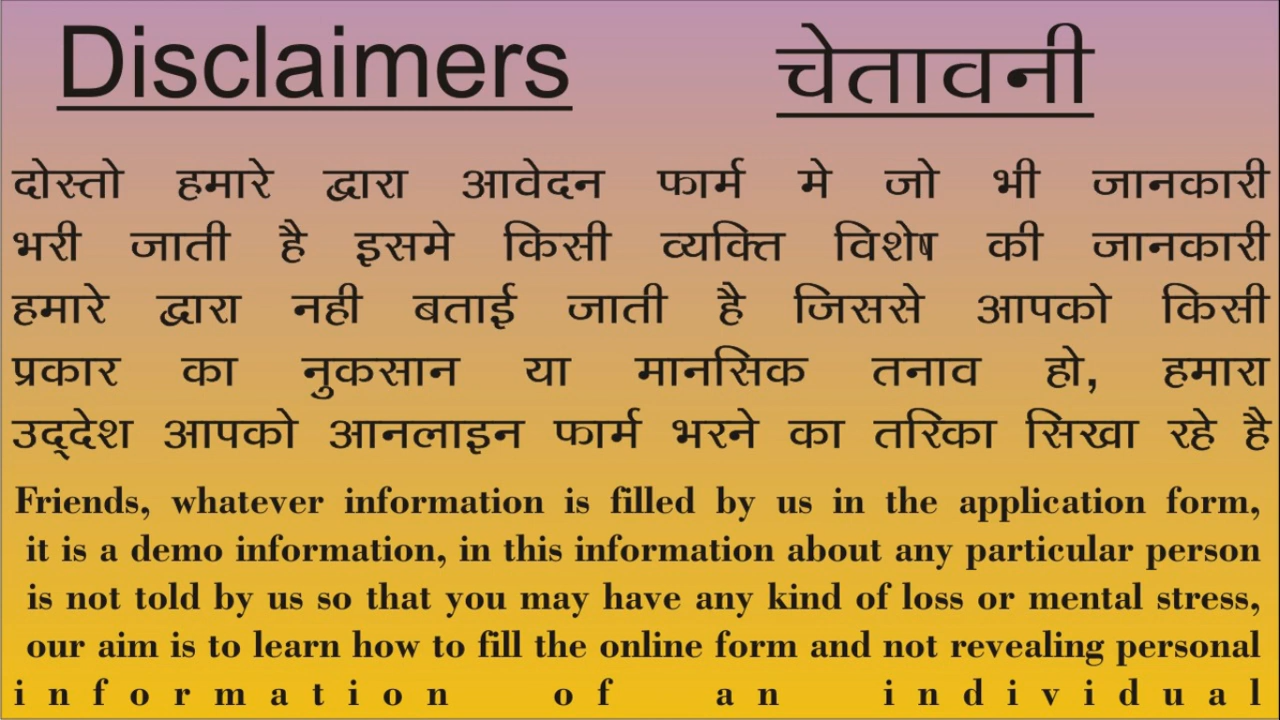 Disclaimers चेतावनी
दोस्तो हमारे द्वारा आवेदन फार्म मे जो भी जानकारी
भरी जाती है इसमे किसी व्यक्ति विशेष की जानकारी
हमारे द्वारा नही बताई जाती है जिससे आपको किसी
प्रकार का नुकसान या मानसिक तनाव हो, हमारा
उद्देश आपको आनलाइन फार्म भरने का तरिका सिखा रहे है
Friends, whatever information is filled by us in the application form,
it is a demo information, in this information about any particular person
is not told by us so that you may have any kind of loss or mental stress,
our aim is to learn how to fill the online form and not revealing personal
information of an individual